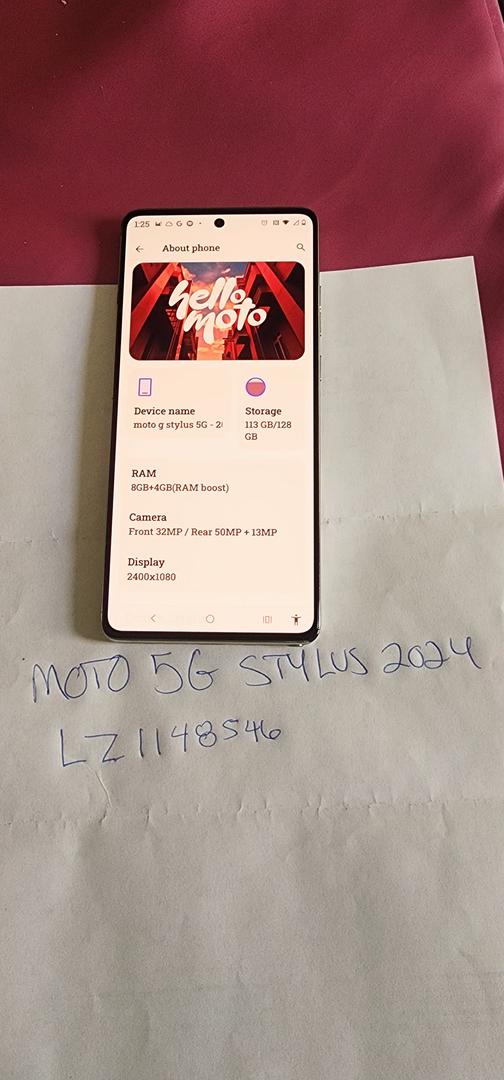 1:25
About phone
hello
moto
Device name
moto g stylus 5G - 2
Storage
113 GB/128
GB
RAM
8GB+4GB(RAM boost)
Camera
Front 32MP / Rear 50MP + 13MP
Display
2400x1080
MOTO 5G STYLUS 2024
LZ1148546